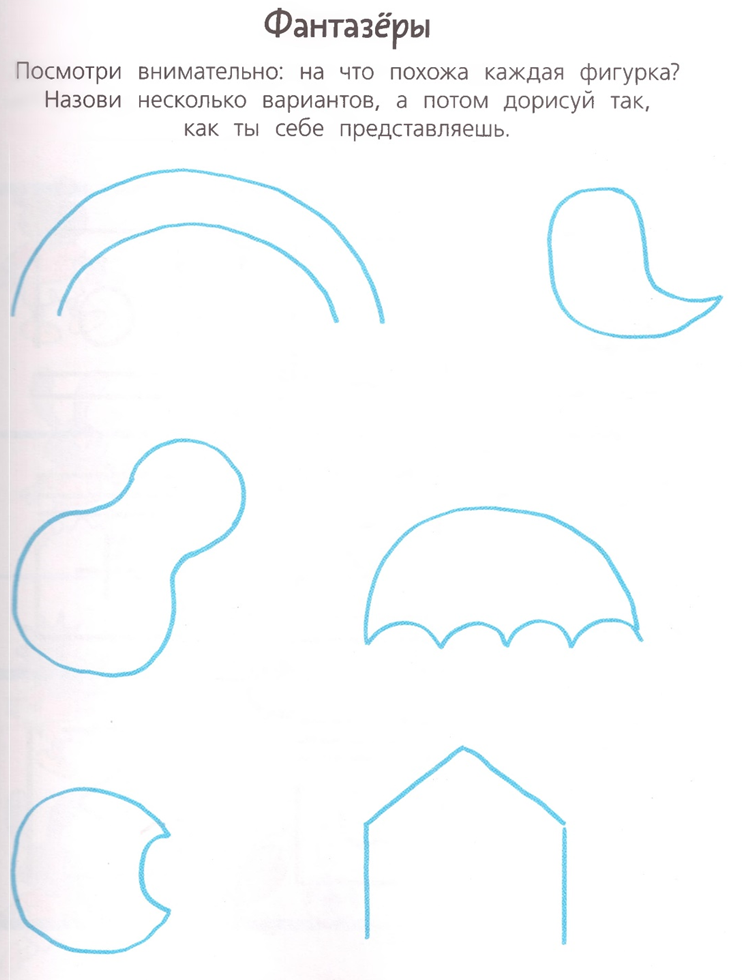 Фантазёры
Посмотри внимательно: на что похожа каждая фигурка?
Назови несколько вариантов, а потом дорисуй так,
как ты себе представляешь.